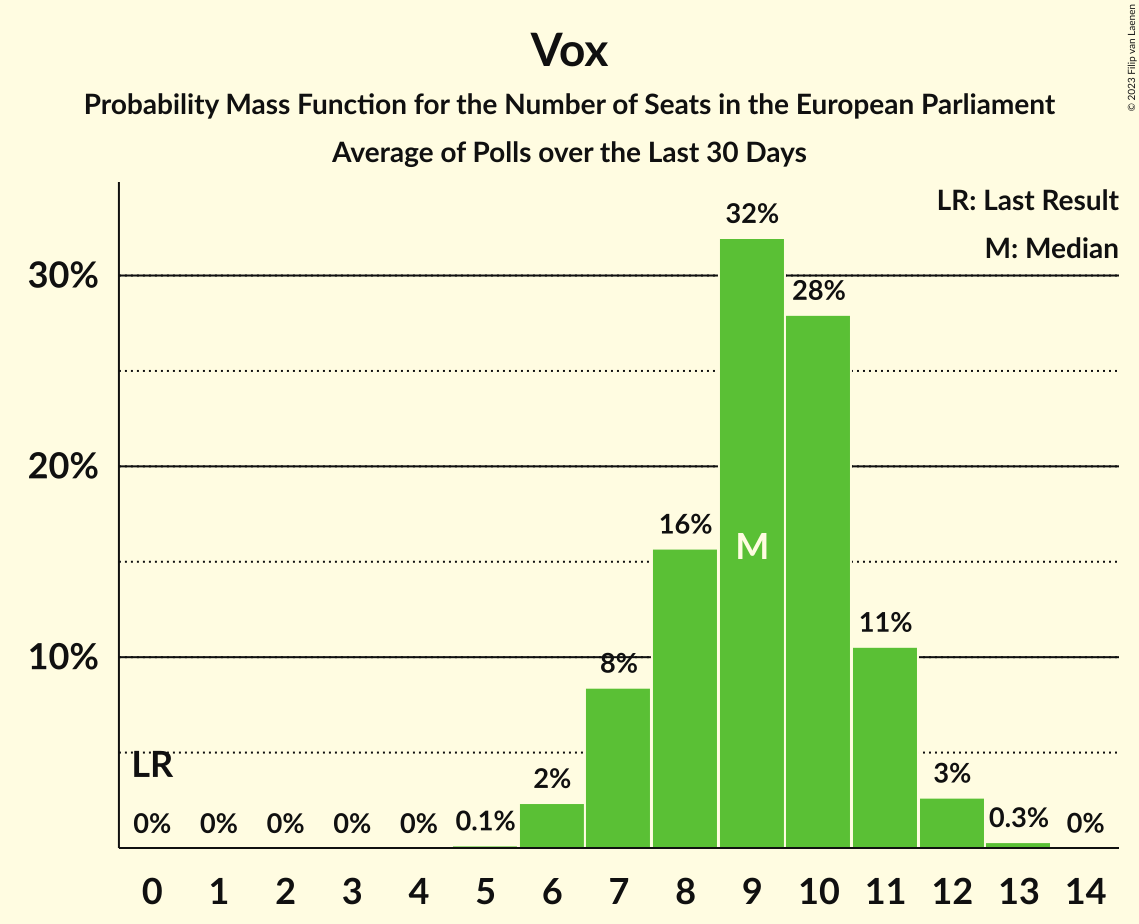 Vox
Probability Mass Function for the Number of Seats in the European Parliament
Average of Polls over the Last 30 Days
© 2023 Filip van Laenen
LR: Last Result
M: Median
30%
20%
10%
LR
0%
0%
0%
0%
0%
0.1%
2%
8%
16%
32%
M
28%
11%
3%
0.3%
0%
0 1 2 3 4 5 6 7 8 9 10 11 12 13 14